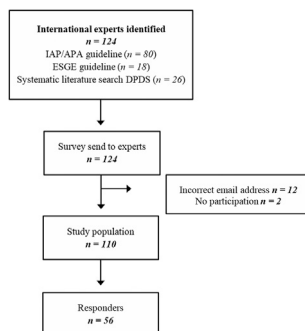 International experts identified
n = 124
IAP/APA guideline (n = 80)
ESGE guideline (n = 18)
Systematic literature search DPDS (n = 26)
Survey send to experts
n = 124
Incorrect email address n = 12
No participation n = 2
Study population
n = 110
Responders
n = 56